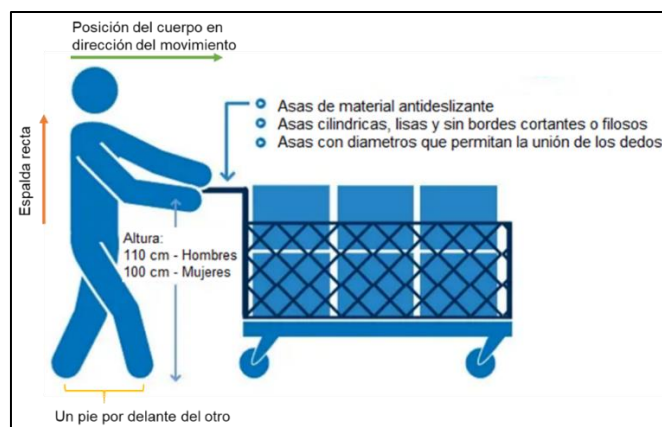 Posición del cuerpo en
dirección del movimiento
Asas de material antideslizante
Asas cilíndricas, lisas y sin bordes cortantes o filosos
Asas con diametros que permitan la unión de los dedos
Espalda recta
Altura:
110 cm - Hombres
100 cm - Mujeres
Un pie por delante del otro